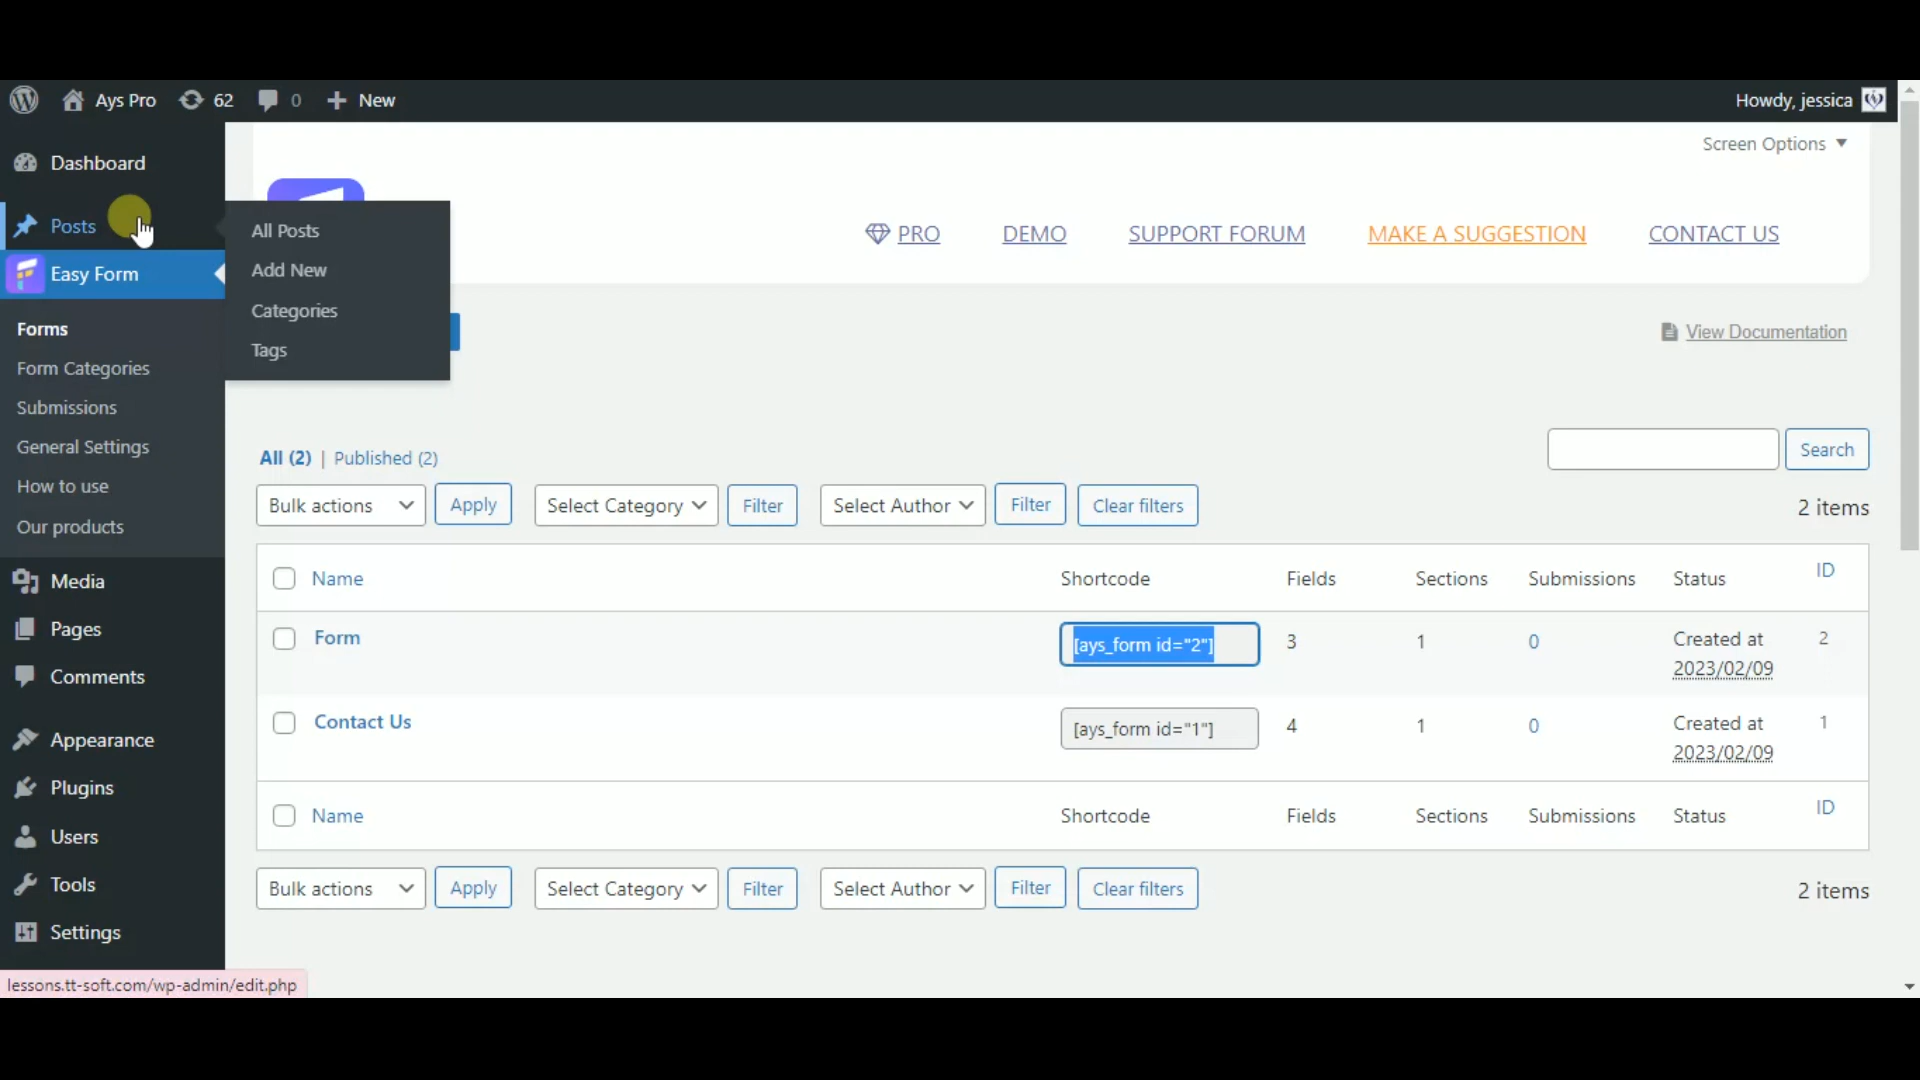 Ays Pro 62 0 New Howdy, jessica
Screen Options
Dashboard
Posts
Easy Form
Forms
Form Categories
Submissions
General Settings
How to use
Our products
Media
Pages
Comments
Appearance
Plugins
Users
Tools
Settings
All Posts
Add New
Categories
Tags
PRO DEMO SUPPORT FORUM MAKE A SUGGESTION CONTACT US
View Documentation
All (2) | Published (2)
Search
Bulk actions Apply Select Category Filter Select Author Filter Clear filters 2 items
Name Shortcode Fields Sections Submissions Status ID
Form [ays_form id="2"] 3 1 0 Created at 2
2023/02/09
Contact Us [ays_form id="1"] 4 1 0 Created at 1
2023/02/09
Name Shortcode Fields Sections Submissions Status ID
Bulk actions Apply Select Category Filter Select Author Filter Clear filters 2 items
lessons.tt-soft.com/wp-admin/edit.php